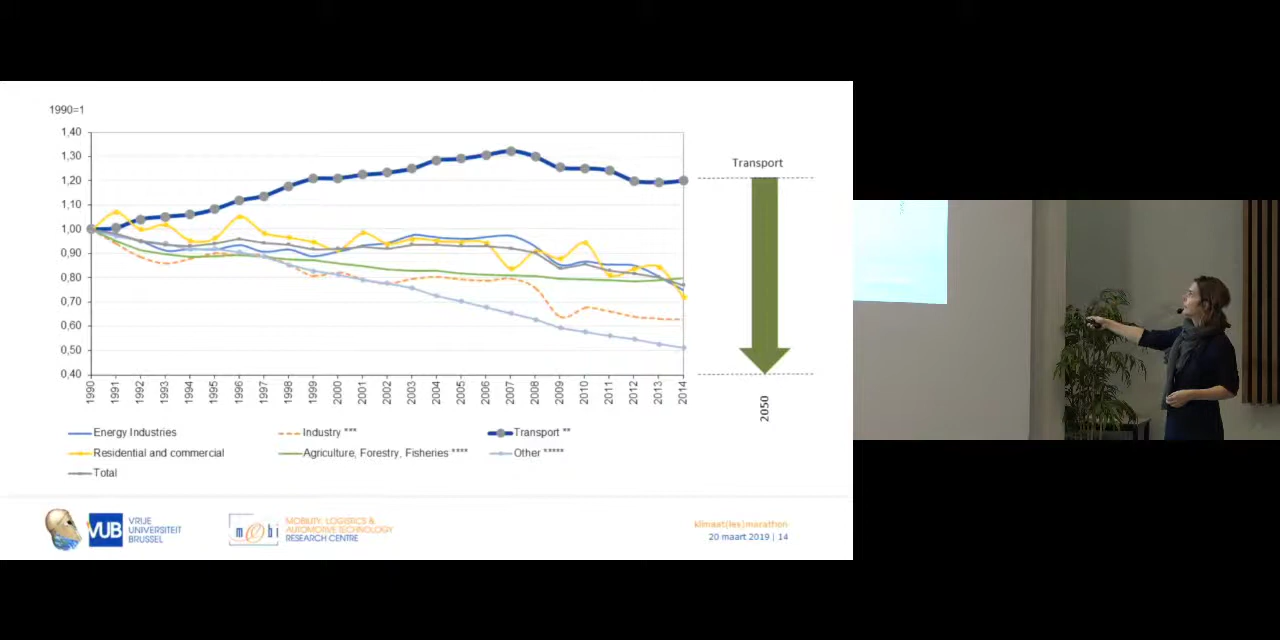 1990=1
1,40
1,30
1,20
1,10
1,00
0,90
0,80
0,70
0,60
0,50
0,40
1990 1991 1992 1993 1994 1995 1996 1997 1998 1999 2000 2001 2002 2003 2004 2005 2006 2007 2008 2009 2010 2011 2012 2013 2014
Transport
2050
Energy Industries
Industry ***
Transport **
Residential and commercial
Agriculture, Forestry, Fisheries ****
Other *****
Total
VUB
VRIJE
UNIVERSITEIT
BRUSSEL
mobi
MOBILITY, LOGISTICS &
AUTOMOTIVE TECHNOLOGY
RESEARCH CENTRE
klimaat(les)marathon
20 maart 2019 | 14